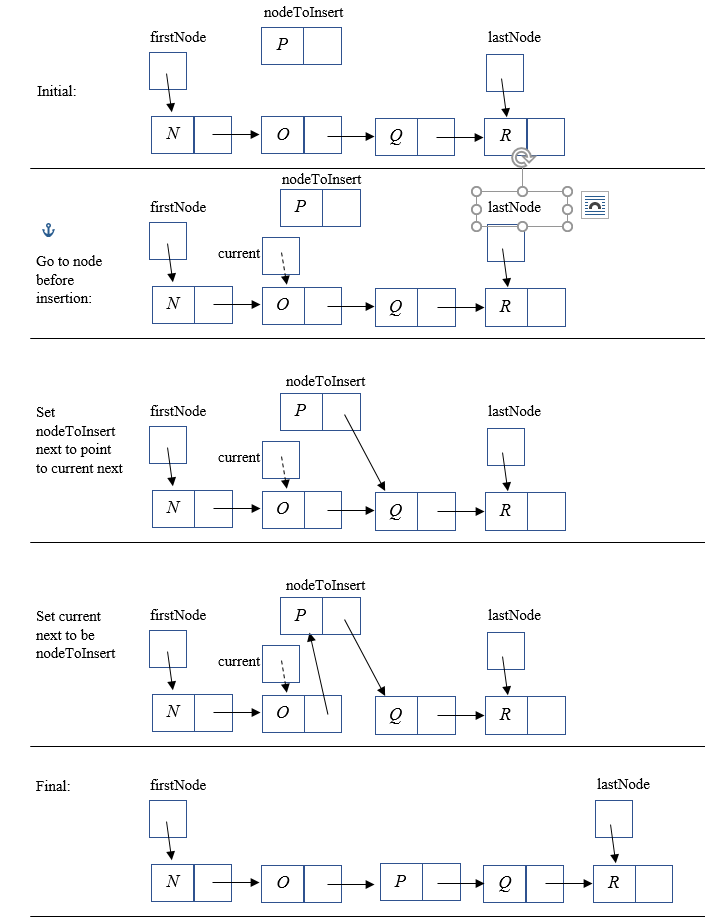 nodeToInsert
firstNode
P
lastNode
Initial:
N
O
Q
R
nodeToInsert
firstNode
P
lastNode
current
Go to node
before
insertion:
N
O
Q
R
nodeToInsert
Set
nodeToInsert
next to point
to current next
firstNode
P
lastNode
current
N
O
Q
R
nodeToInsert
Set current
next to be
nodeToInsert
firstNode
P
lastNode
current
N
O
Q
R
Final:
firstNode
lastNode
N
O
P
Q
R